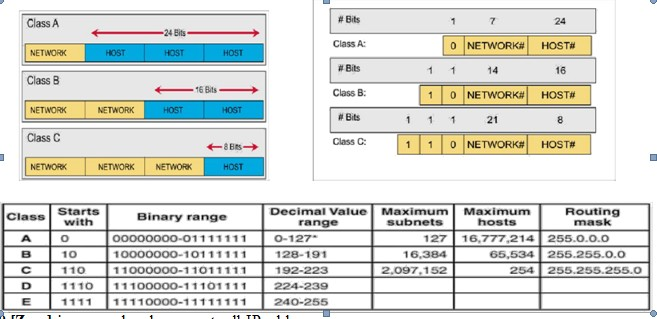 Class A
24 Bits
NETWORK HOST HOST HOST
Class B
16 Bits
NETWORK NETWORK HOST HOST
Class C
8 Bits
NETWORK NETWORK NETWORK HOST
# Bits 1 7 24
Class A: 0 NETWORK# HOST#
# Bits 1 1 14 16
Class B: 1 0 NETWORK# HOST#
# Bits 1 1 1 21 8
Class C: 1 1 0 NETWORK# HOST#
Class Starts with Binary range Decimal Value range Maximum subnets Maximum hosts Routing mask
A 0 00000000-01111111 0-127* 127 16,777,214 255.0.0.0
B 10 10000000-10111111 128-191 16,384 65,534 255.255.0.0
C 110 11000000-11011111 192-223 2,097,152 254 255.255.255.0
D 1110 11100000-11101111 224-239
E 1111 11110000-11111111 240-255